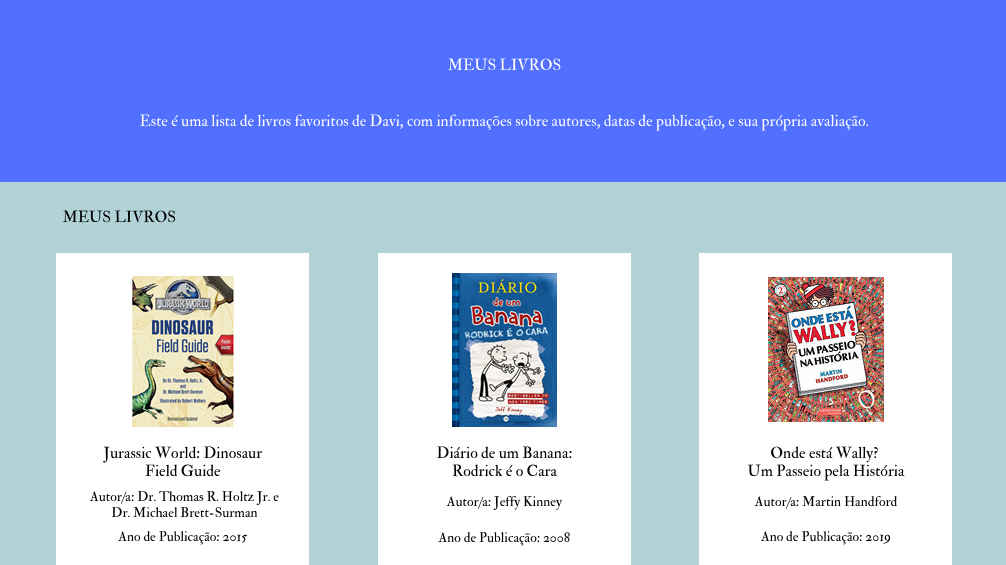 MEUS LIVROS
Este é uma lista de livros favoritos de Davi, com informações sobre autores, datas de publicação, e sua própria avaliação.
MEUS LIVROS
JURASSIC WORLD
DINOSAUR
Field Guide
By Dr. Thomas R. Holtz, Jr.
and
Dr. Michael Brett-Surman
Illustrated by Robert Walters
Revised and Updated
Jurassic World: Dinosaur
Field Guide
Autor/a: Dr. Thomas R. Holtz Jr. e
Dr. Michael Brett-Surman
Ano de Publicação: 2015
DIÁRIO
de um
Banana
RODRICK É O CARA
Jeff Kinney
Diário de um Banana:
Rodrick é o Cara
Autor/a: Jeffy Kinney
Ano de Publicação: 2008
2
ONDE ESTÁ
WALLY?
UM PASSEIO
NA HISTÓRIA
MARTIN
HANDFORD
Onde está Wally?
Um Passeio pela História
Autor/a: Martin Handford
Ano de Publicação: 2019